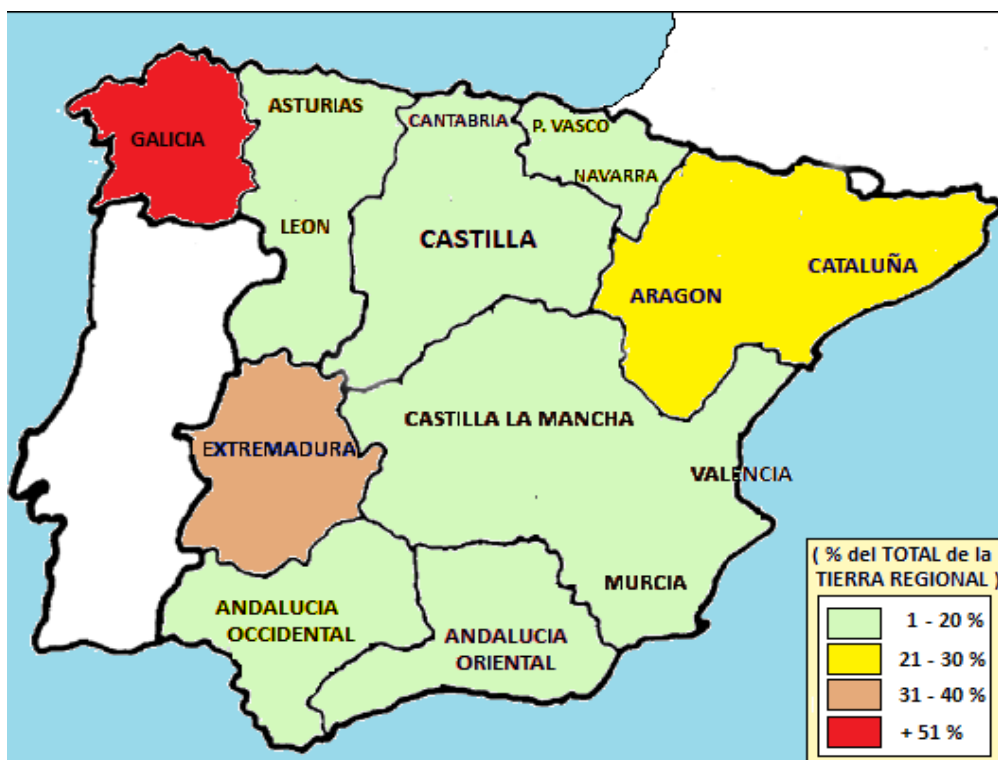 ASTURIAS
CANTABRIA
P. VASCO
GALICIA
NAVARRA
LEON
CASTILLA
CATALUÑA
ARAGON
CASTILLA LA MANCHA
EXTREMADURA
VALENCIA
MURCIA
ANDALUCIA
OCCIDENTAL
ANDALUCIA
ORIENTAL
( % del TOTAL de la
TIERRA REGIONAL )
1 - 20 %
21 - 30 %
31 - 40 %
+ 51 %